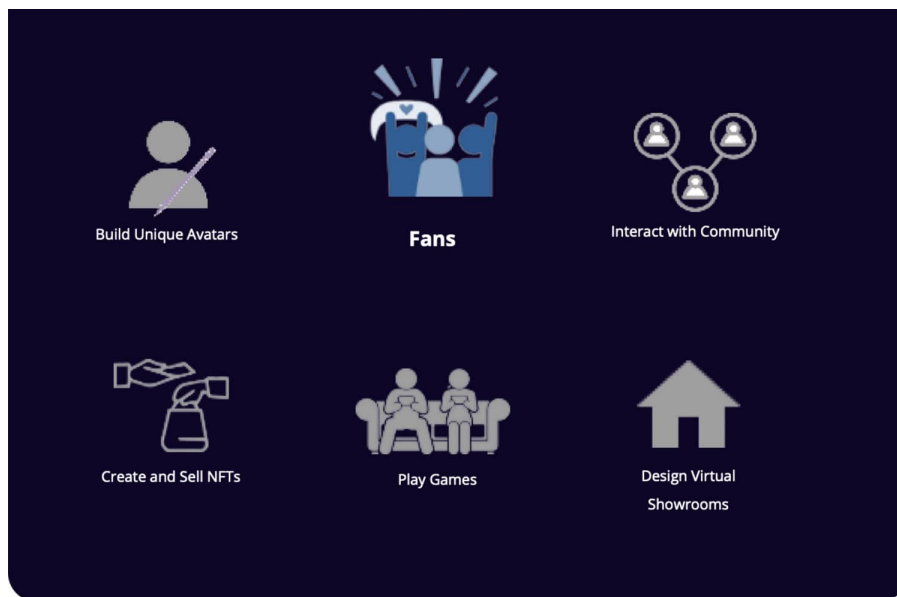 Build Unique Avatars
Fans
Interact with Community
Create and Sell NFTs
Play Games
Design Virtual
Showrooms